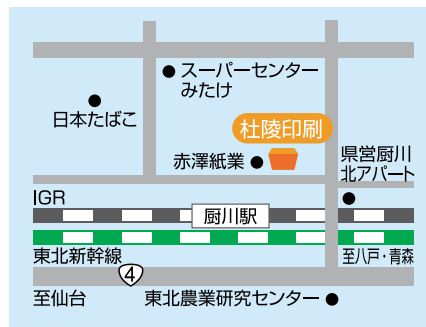 スーパーセンター
みたけ
日本たばこ
杜陵印刷
赤澤紙業
県営厨川
北アパート
IGR
厨川駅
東北新幹線
至八戸・青森
4
至仙台
東北農業研究センター